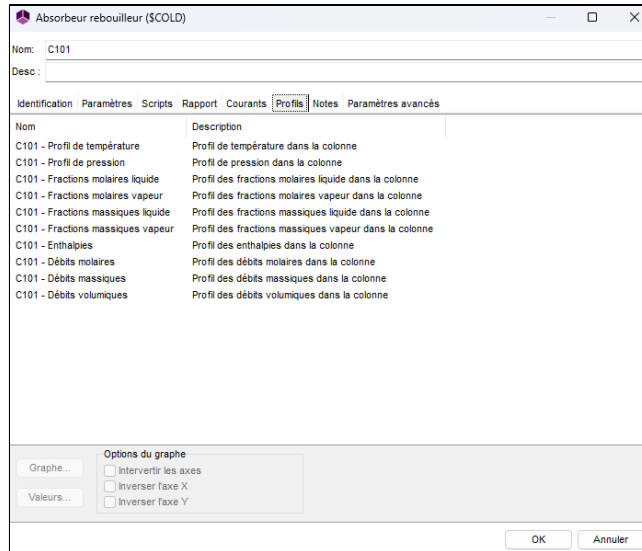 Absorbeur rebouilleur ($COLD)
Nom: C101
Desc :
Identification Paramètres Scripts Rapport Courants Profils Notes Paramètres avancés
Nom Description
C101 - Profil de température Profil de température dans la colonne
C101 - Profil de pression Profil de pression dans la colonne
C101 - Fractions molaires liquide Profil des fractions molaires liquide dans la colonne
C101 - Fractions molaires vapeur Profil des fractions molaires vapeur dans la colonne
C101 - Fractions massiques liquide Profil des fractions massiques liquide dans la colonne
C101 - Fractions massiques vapeur Profil des fractions massiques vapeur dans la colonne
C101 - Enthalpies Profil des enthalpies dans la colonne
C101 - Débits molaires Profil des débits molaires dans la colonne
C101 - Débits massiques Profil des débits massiques dans la colonne
C101 - Débits volumiques Profil des débits volumiques dans la colonne
Options du graphe
Graphe... Intervertir les axes
Inverser l'axe X
Valeurs... Inverser l'axe Y
OK Annuler